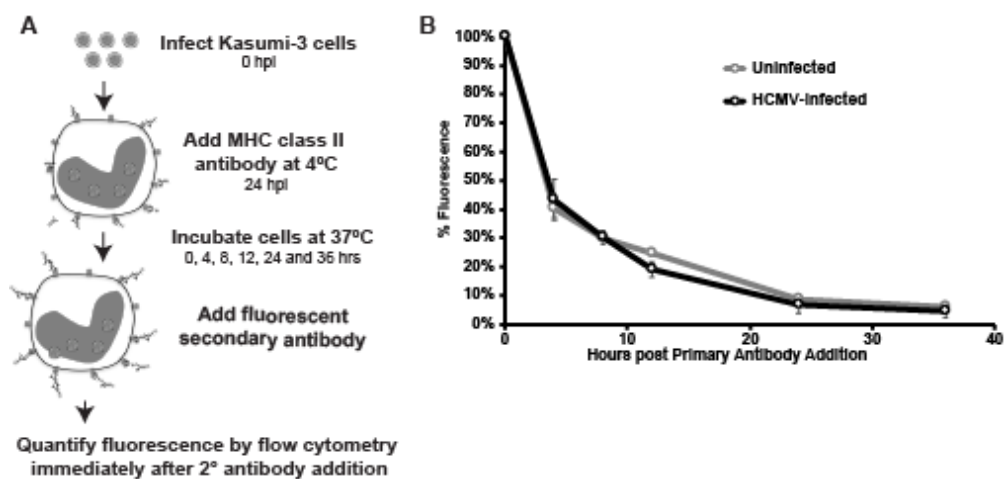 A
Infect Kasumi-3 cells
0 hpi
Add MHC class II
antibody at 4ºC
24 hpi
Incubate cells at 37ºC
0, 4, 8, 12, 24 and 36 hrs
Add fluorescent
secondary antibody
Quantify fluorescence by flow cytometry
immediately after 2° antibody addition
B
% Fluorescence
100%
90%
80%
70%
60%
50%
40%
30%
20%
10%
0%
Uninfected
HCMV-infected
0 10 20 30 40
Hours post Primary Antibody Addition